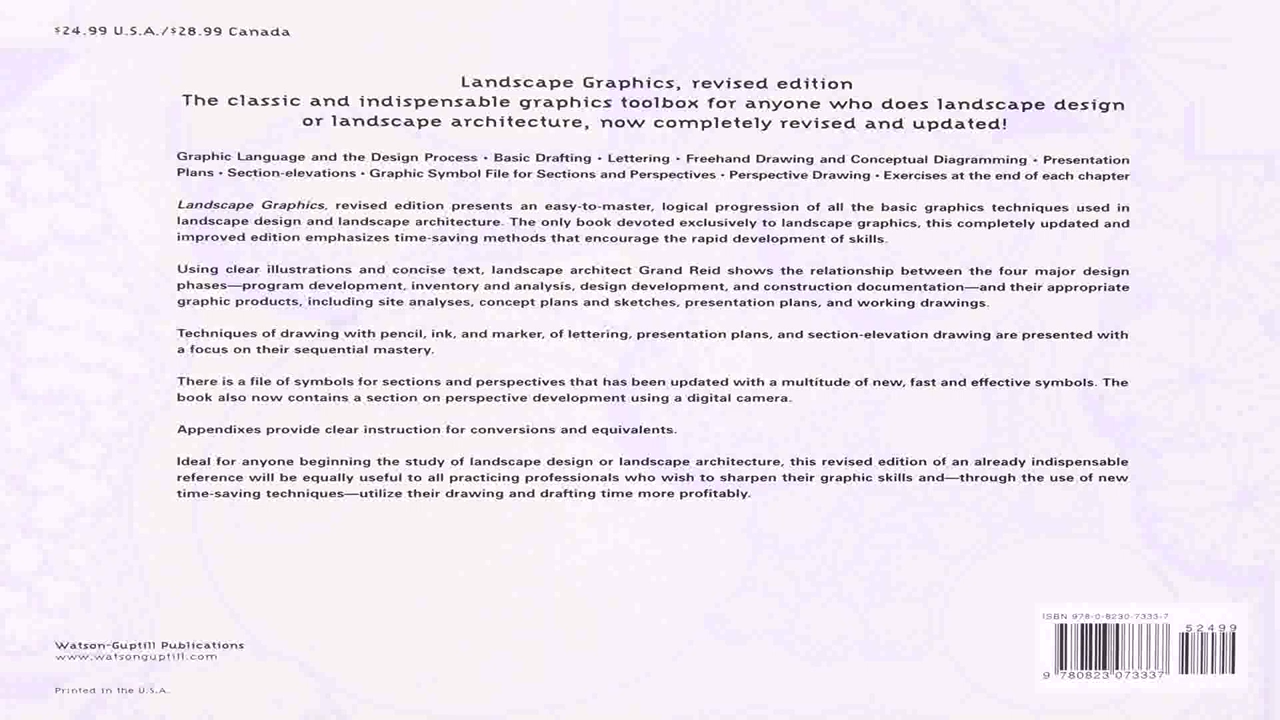 $24.99 U.S.A./$28.99 Canada
Landscape Graphics, revised edition
The classic and indispensable graphics toolbox for anyone who does landscape design
or landscape architecture, now completely revised and updated!
Graphic Language and the Design Process • Basic Drafting • Lettering • Freehand Drawing and Conceptual Diagramming • Presentation
Plans • Section-elevations • Graphic Symbol File for Sections and Perspectives • Perspective Drawing • Exercises at the end of each chapter
Landscape Graphics, revised edition presents an easy-to-master, logical progression of all the basic graphics techniques used in
landscape design and landscape architecture. The only book devoted exclusively to landscape graphics, this completely updated and
improved edition emphasizes time-saving methods that encourage the rapid development of skills.
Using clear illustrations and concise text, landscape architect Grand Reid shows the relationship between the four major design
phases—program development, inventory and analysis, design development, and construction documentation—and their appropriate
graphic products, including site analyses, concept plans and sketches, presentation plans, and working drawings.
Techniques of drawing with pencil, ink, and marker, of lettering, presentation plans, and section-elevation drawing are presented with
a focus on their sequential mastery.
There is a file of symbols for sections and perspectives that has been updated with a multitude of new, fast and effective symbols. The
book also now contains a section on perspective development using a digital camera.
Appendixes provide clear instruction for conversions and equivalents.
Ideal for anyone beginning the study of landscape design or landscape architecture, this revised edition of an already indispensable
reference will be equally useful to all practicing professionals who wish to sharpen their graphic skills and—through the use of new
time-saving techniques—utilize their drawing and drafting time more profitably.
Watson-Guptill Publications
www.watsonguptill.com
Printed in the U.S.A.
ISBN 978-0-8230-7333-7
52499
9 780823 073337